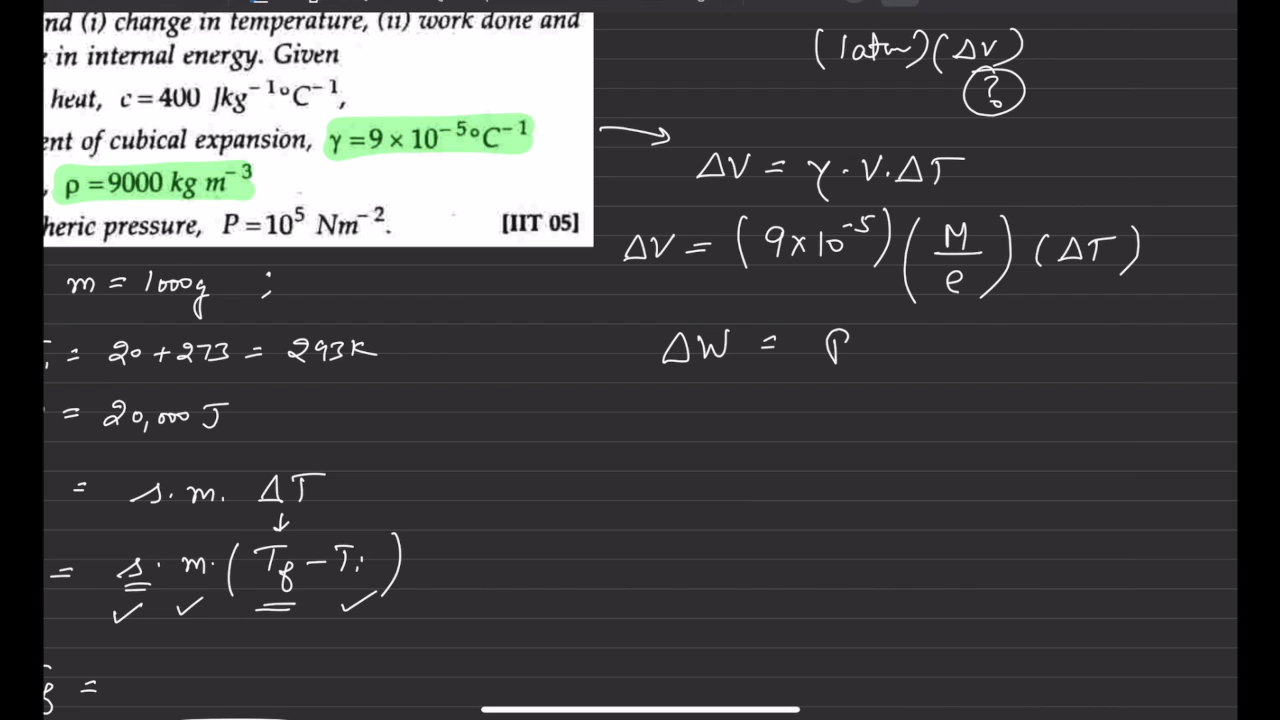 nd (i) change in temperature, (ii) work done and
in internal energy. Given
heat, c = 400 Jkg⁻¹°C⁻¹,
ent of cubical expansion, γ = 9 × 10⁻⁵°C⁻¹
ρ = 9000 kg m⁻³
heric pressure, P = 10⁵ Nm⁻². [IIT 05]
m = 1000g ;
= 20 + 273 = 293K
= 20,000 J
= s. m. ΔT
↓
= s. m. (Tf - Ti)
✓ ✓ ✓
f =
(1atm)(ΔV)
?
→ ΔV = γ . V . ΔT
ΔV = (9×10⁻⁵)(M/ρ)(ΔT)
ΔW = P